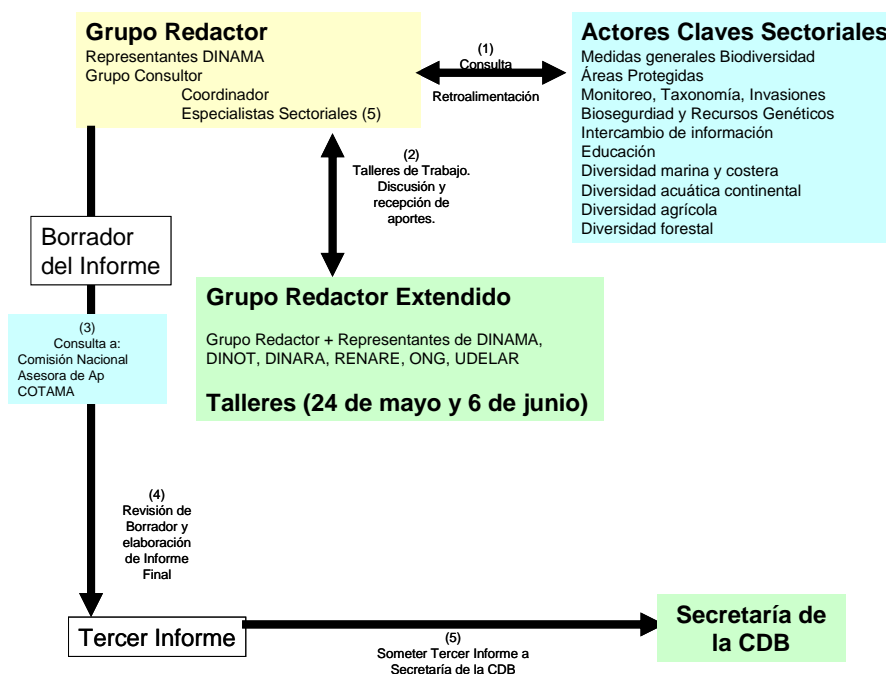 Grupo Redactor
Representantes DINAMA
Grupo Consultor
Coordinador
Especialistas Sectoriales (5)
(1)
Consulta
Retroalimentación
Actores Claves Sectoriales
Medidas generales Biodiversidad
Áreas Protegidas
Monitoreo, Taxonomía, Invasiones
Biosegurdiad y Recursos Genéticos
Intercambio de información
Educación
Diversidad marina y costera
Diversidad acuática continental
Diversidad agrícola
Diversidad forestal
(2)
Talleres de Trabajo.
Discusión y
recepción de
aportes.
Borrador
del Informe
Grupo Redactor Extendido
Grupo Redactor + Representantes de DINAMA,
DINOT, DINARA, RENARE, ONG, UDELAR
Talleres (24 de mayo y 6 de junio)
(3)
Consulta a:
Comisión Nacional
Asesora de Ap
COTAMA
(4)
Revisión de
Borrador y
elaboración
de Informe
Final
Tercer Informe
(5)
Someter Tercer Informe a
Secretaría de la CDB
Secretaría de
la CDB